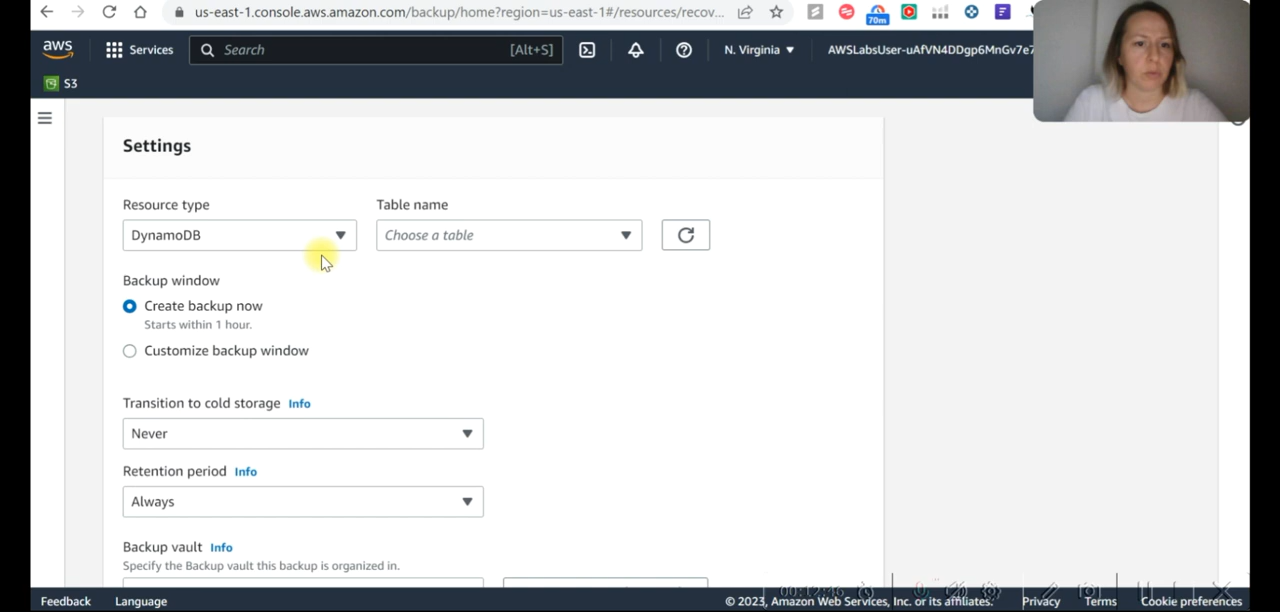 us-east-1.console.aws.amazon.com/backup/home?region=us-east-1#/resources/recov...
70m
aws
Services
Search
[Alt+S]
N. Virginia
AWSLabsUser-uAfVN4DDgp6MnGv7e7
S3
Settings
Resource type
Table name
DynamoDB
Choose a table
Backup window
Create backup now
Starts within 1 hour.
Customize backup window
Transition to cold storage Info
Never
Retention period Info
Always
Backup vault Info
Specify the Backup vault this backup is organized in.
Feedback
Language
© 2023, Amazon Web Services, Inc. or its affiliates.
Privacy
Terms
Cookie preferences